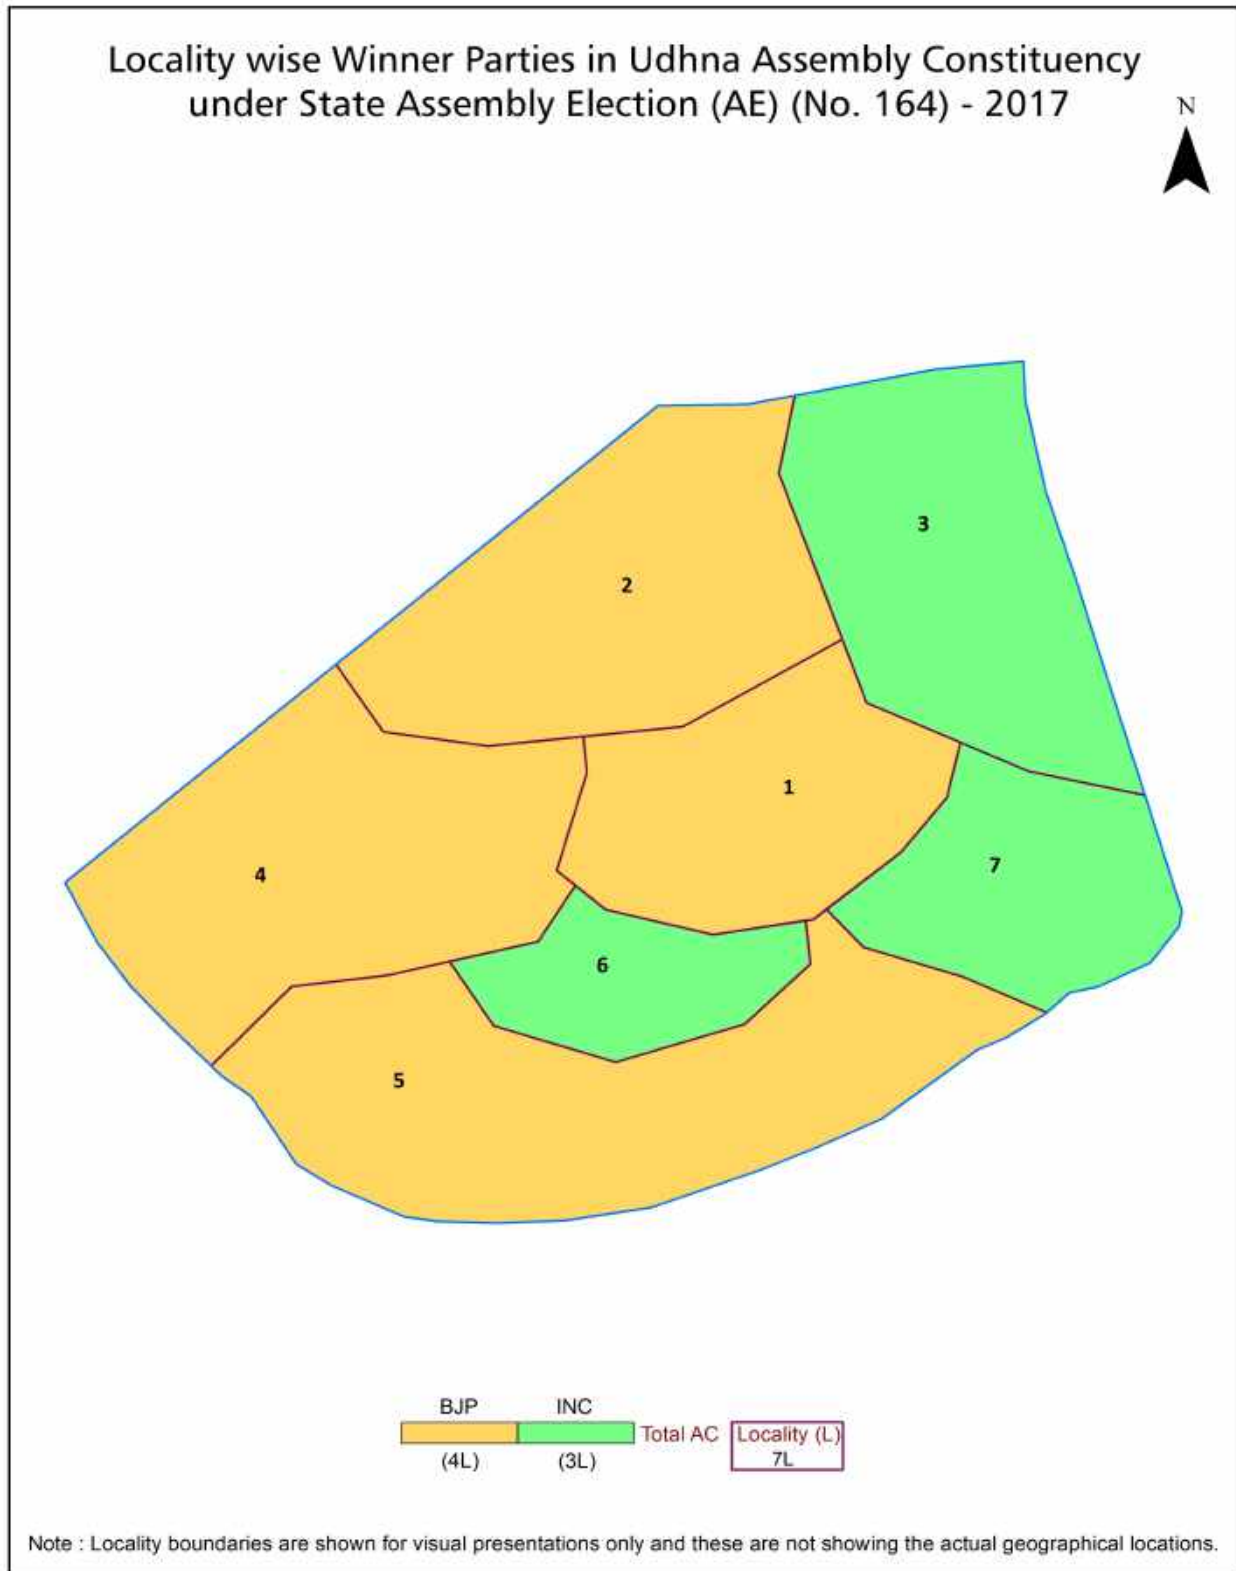 Locality wise Winner Parties in Udhna Assembly Constituency
under State Assembly Election (AE) (No. 164) - 2017
N
3
2
1
7
4
6
5
BJP INC
Total AC Locality (L)
(4L) (3L) 7L
Note : Locality boundaries are shown for visual presentations only and these are not showing the actual geographical locations.